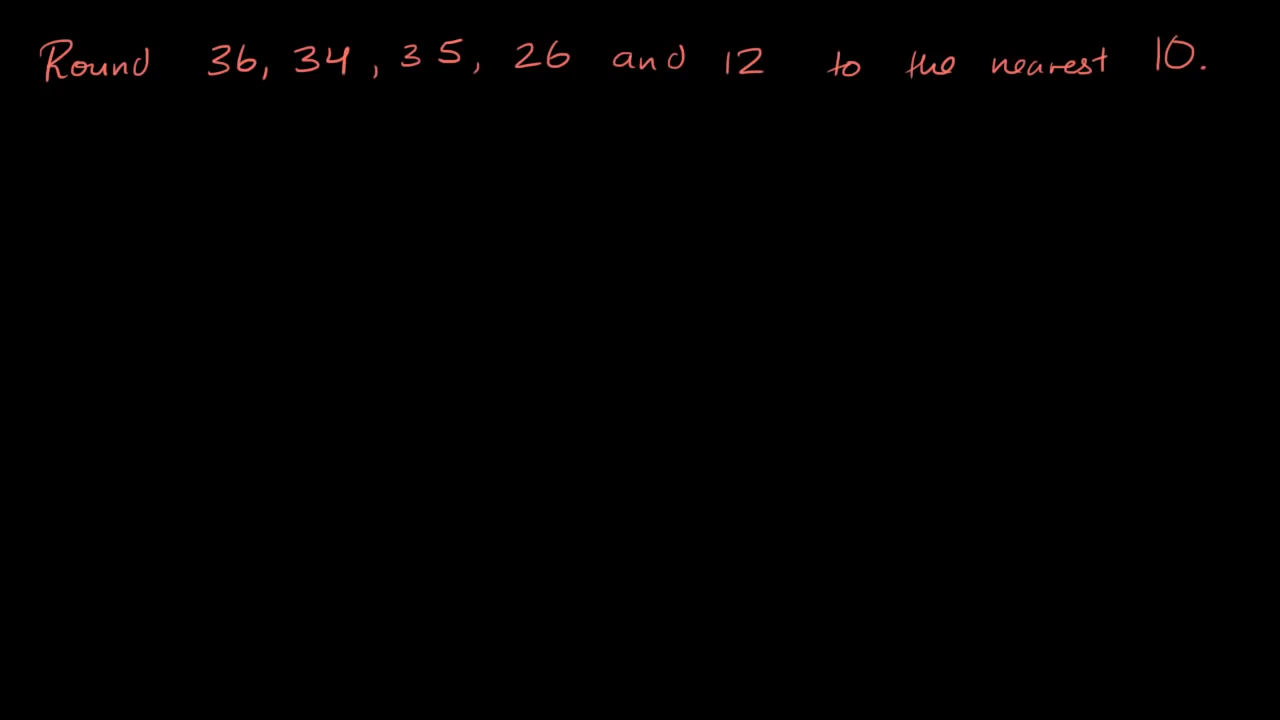 Round 36, 34, 35, 26 and 12 to the nearest 10.